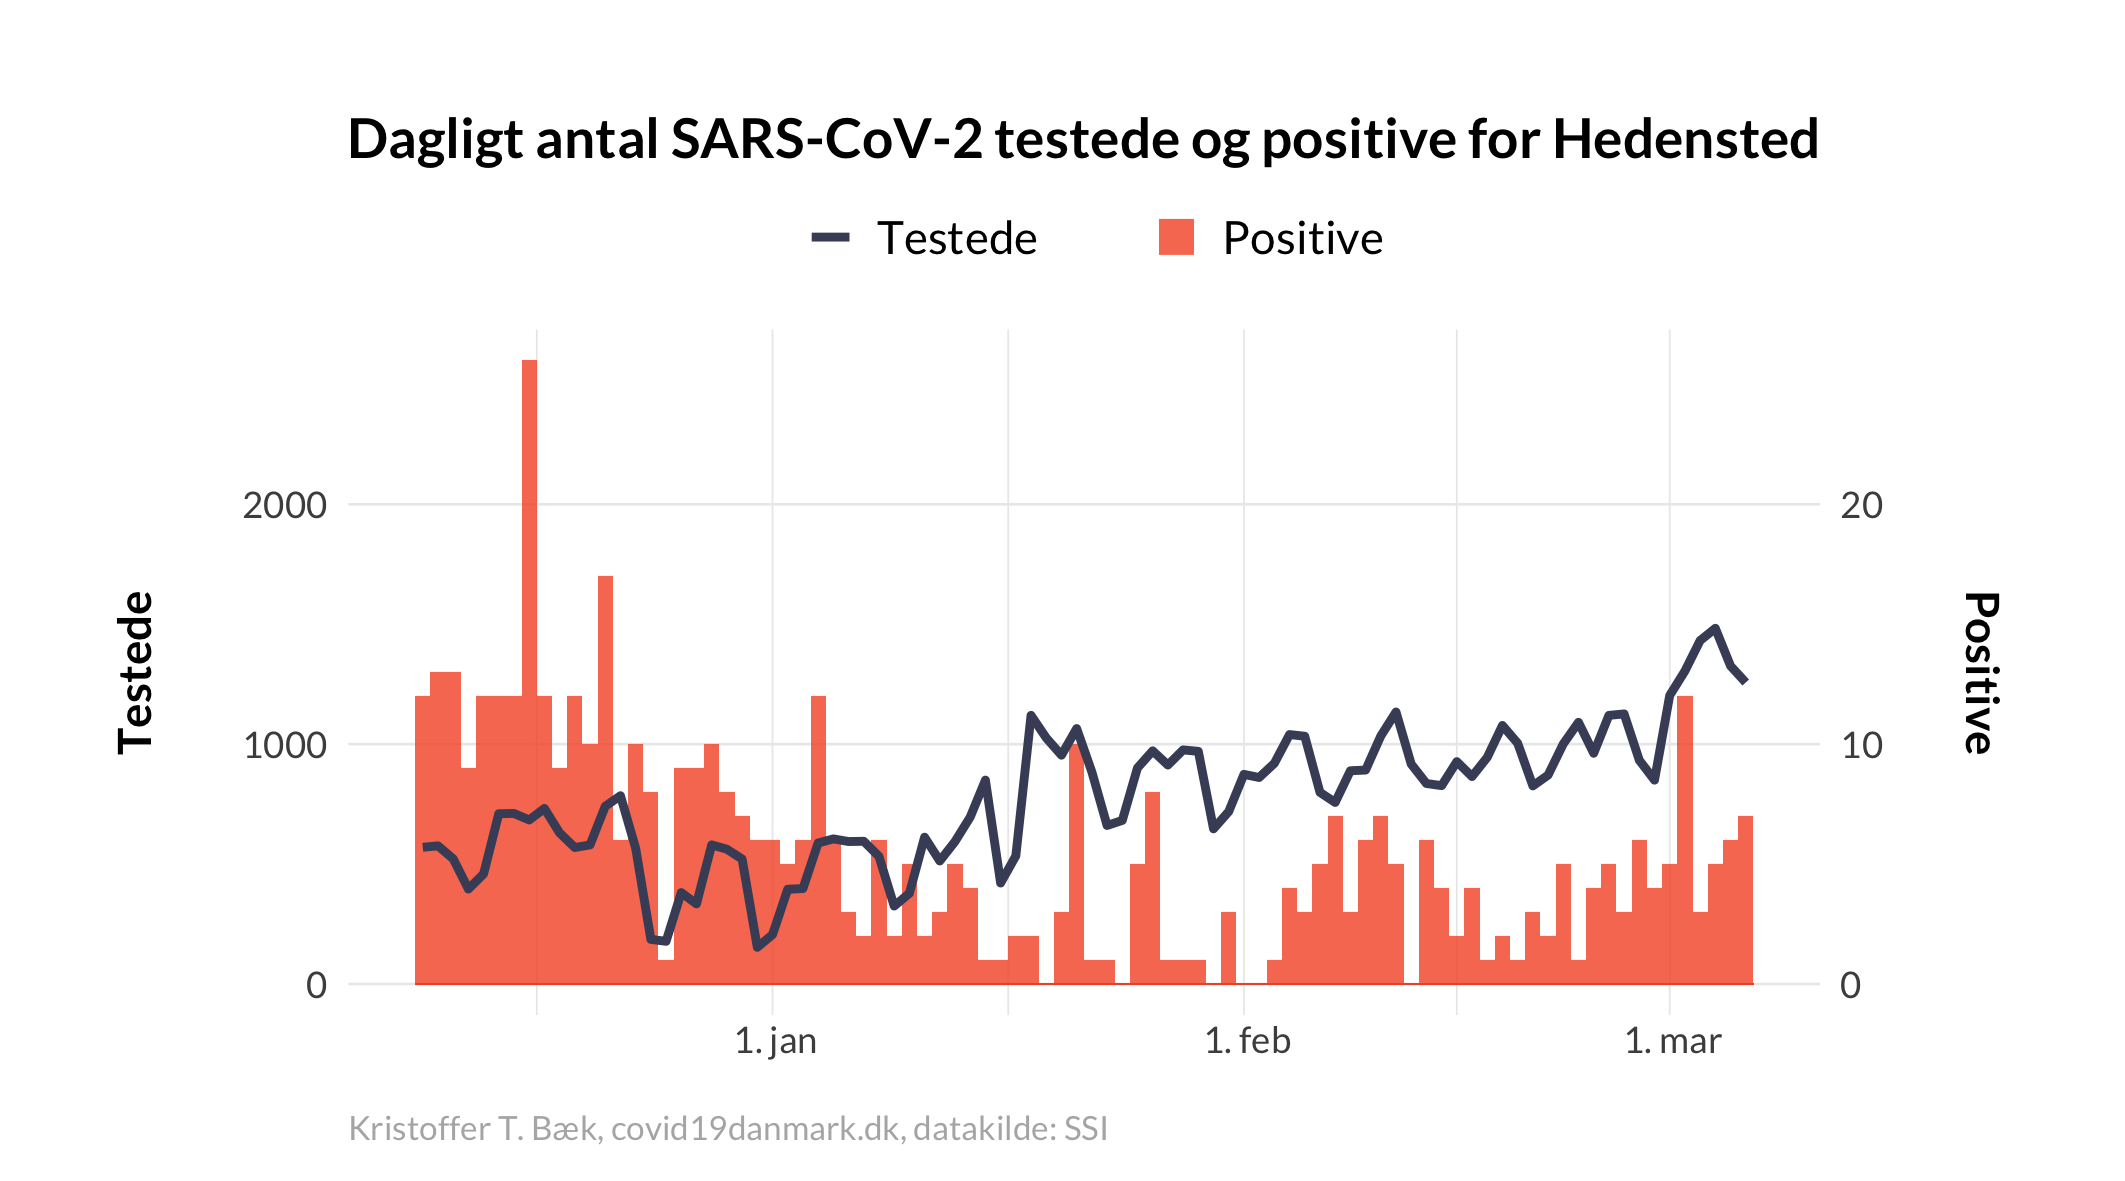 Dagligt antal SARS-CoV-2 testede og positive for Hedensted
Testede
Positive
Testede
2000
1000
0
20
10
0
Positive
1. jan
1. feb
1. mar
Kristoffer T. Bæk, covid19danmark.dk, datakilde: SSI